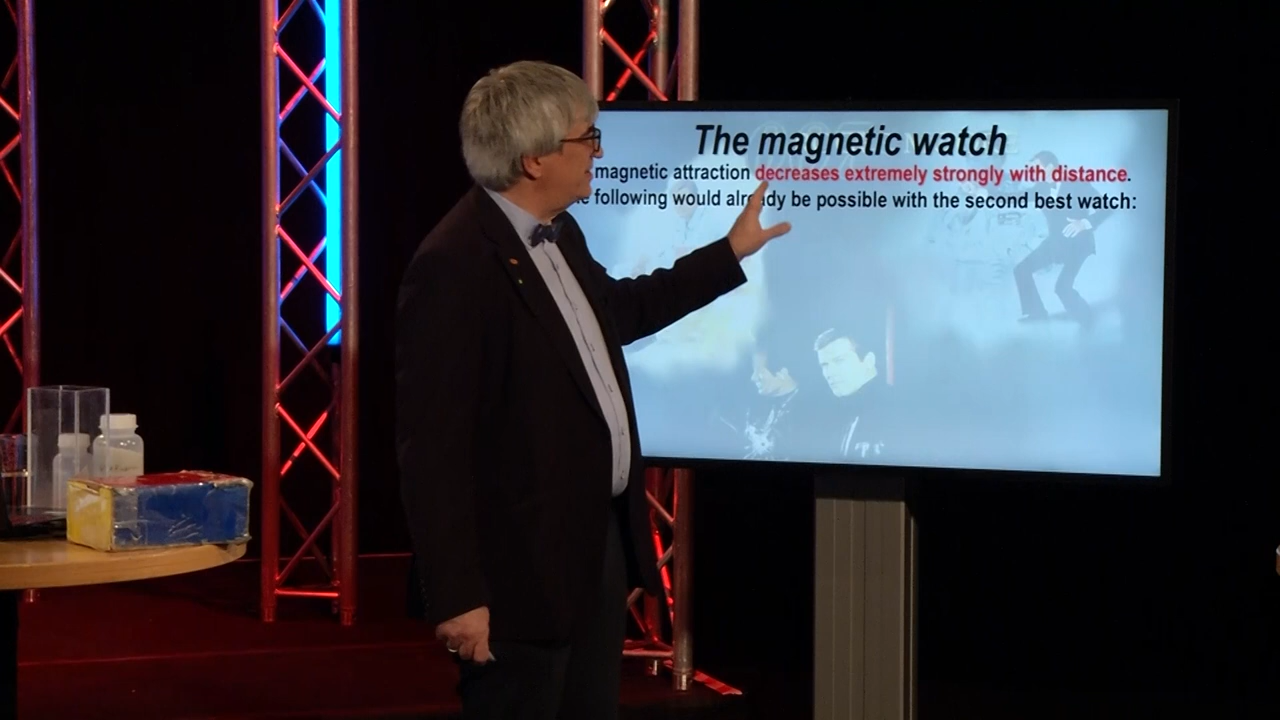 The magnetic watch
magnetic attraction decreases extremely strongly with distance.
following would already be possible with the second best watch: